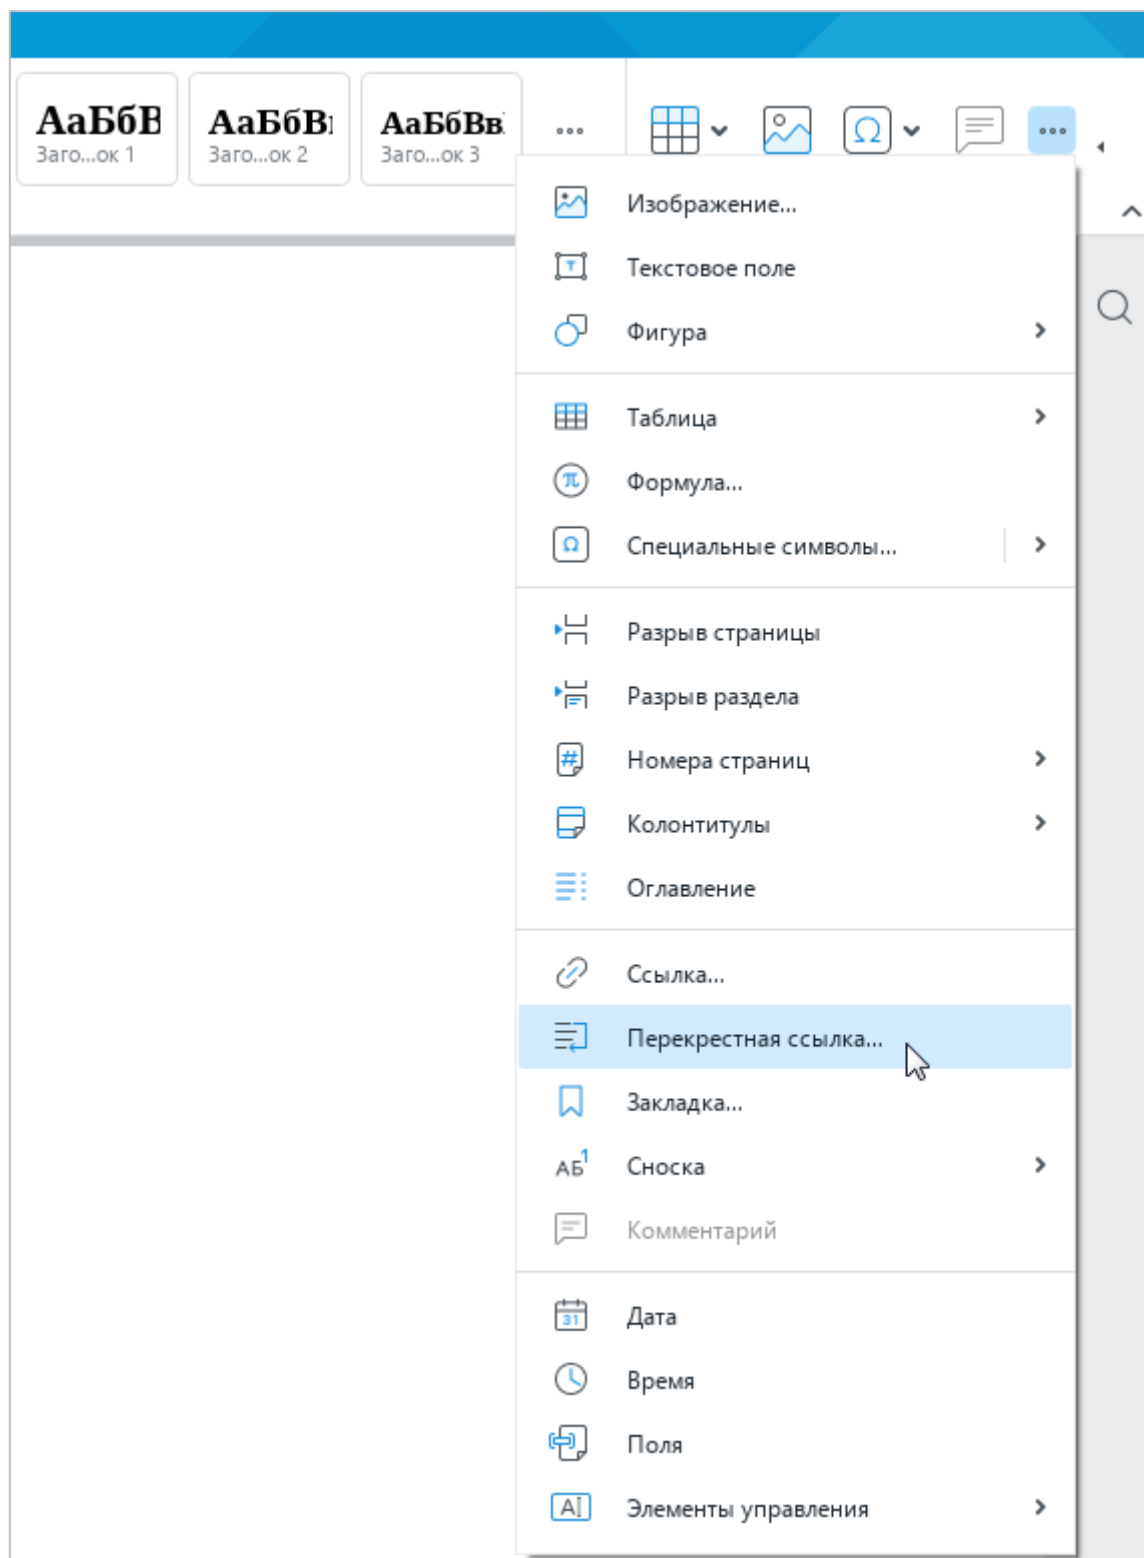 АаБбВ
Заго...ок 1
АаБбВ
Заго...ок 2
АаБбВв
Заго...ок 3
Изображение...
Текстовое поле
Фигура
Таблица
Формула...
Специальные символы...
Разрыв страницы
Разрыв раздела
Номера страниц
Колонтитулы
Оглавление
Ссылка...
Перекрестная ссылка...
Закладка...
АБ1
Сноска
Комментарий
31
Дата
Время
Поля
Элементы управления